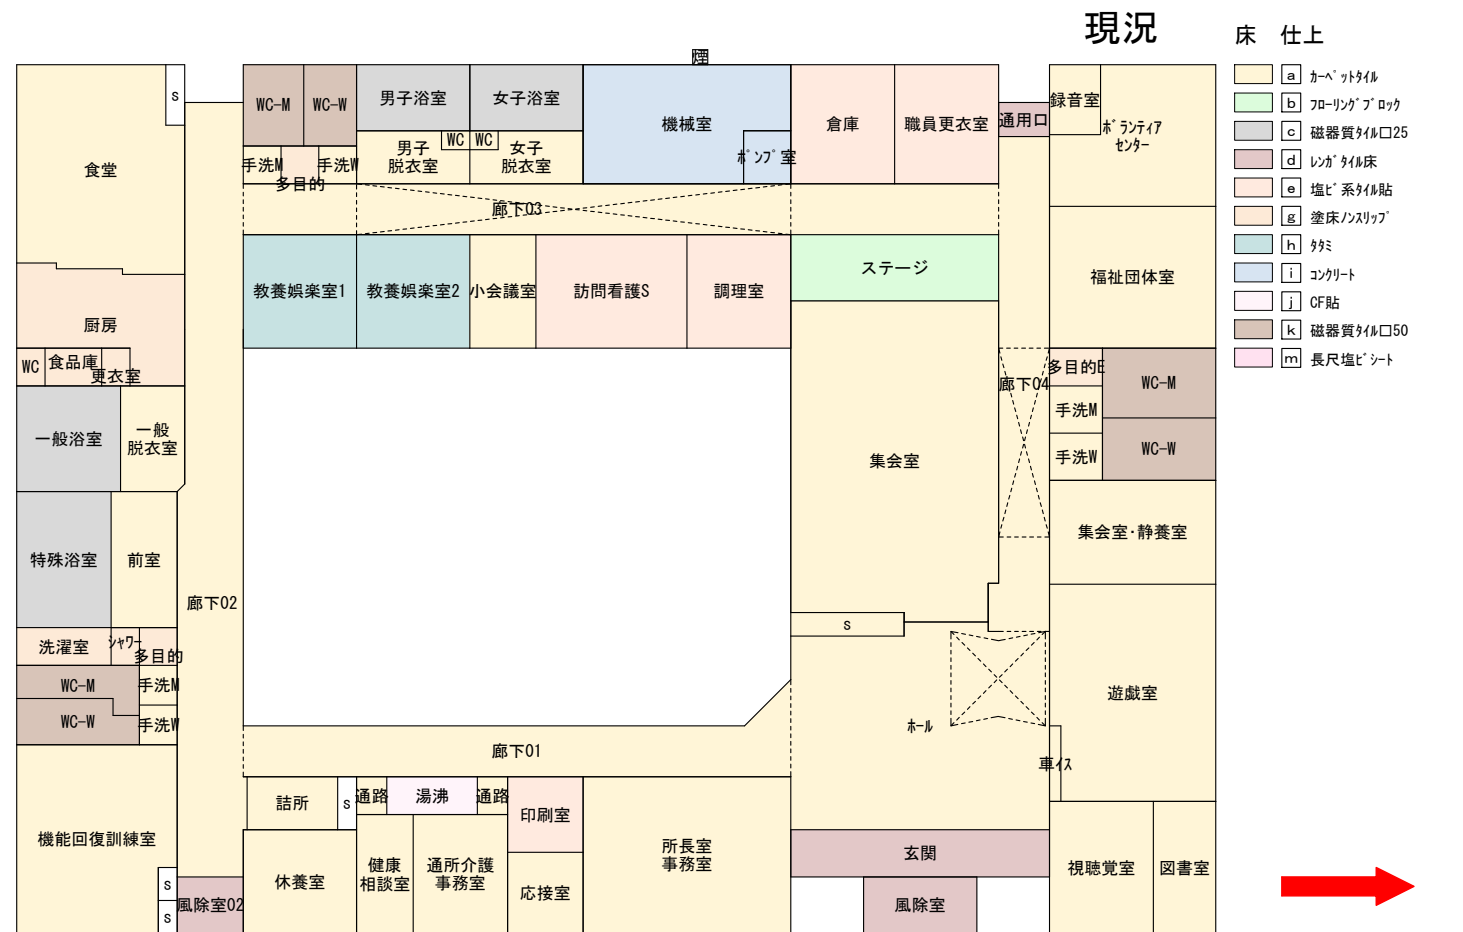 現況
床 仕上
a ｶｰﾍﾟｯﾄﾀｲﾙ
b ﾌﾛｰﾘﾝｸﾞﾌﾞﾛｯｸ
c 磁器質ﾀｲﾙ□25
d ﾚﾝｶﾞﾀｲﾙ床
e 塩ﾋﾞ系ﾀｲﾙ貼
g 塗床ﾉﾝｽﾘｯﾌﾟ
h ﾀﾀﾐ
i ｺﾝｸﾘｰﾄ
j CF貼
k 磁器質ﾀｲﾙ□50
m 長尺塩ﾋﾞｼｰﾄ
煙
食堂
s
WC-M
WC-W
男子浴室
女子浴室
機械室
倉庫
職員更衣室
通用口
録音室
ﾎﾞﾗﾝﾃｨｱ
ｾﾝﾀｰ
手洗M
多目的
手洗W
男子
脱衣室
WC
WC
女子
脱衣室
ﾎﾟﾝﾌﾟ室
廊下03
教養娯楽室1
教養娯楽室2
小会議室
訪問看護S
調理室
ステージ
福祉団体室
厨房
WC
食品庫
更衣室
廊下04
多目的E
WC-M
手洗M
手洗W
WC-W
一般浴室
一般
脱衣室
集会室
特殊浴室
前室
集会室･静養室
廊下02
洗濯室
ｼｬﾜｰ
多目的
s
WC-M
手洗M
WC-W
手洗W
遊戯室
ﾎｰﾙ
廊下01
車ｲｽ
機能回復訓練室
詰所
s
通路
湯沸
通路
印刷室
所長室
事務室
玄関
休養室
健康
相談室
通所介護
事務室
応接室
視聴覚室
図書室
s
s
風除室02
風除室